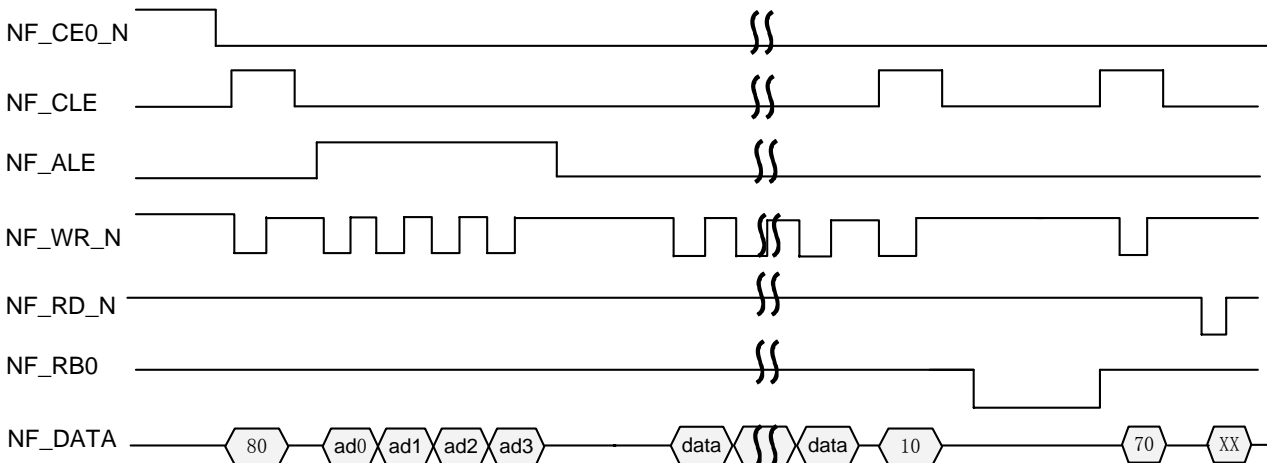 NF_CE0_N
NF_CLE
NF_ALE
NF_WR_N
NF_RD_N
NF_RB0
NF_DATA 80 ad0 ad1 ad2 ad3 data data 10 70 XX